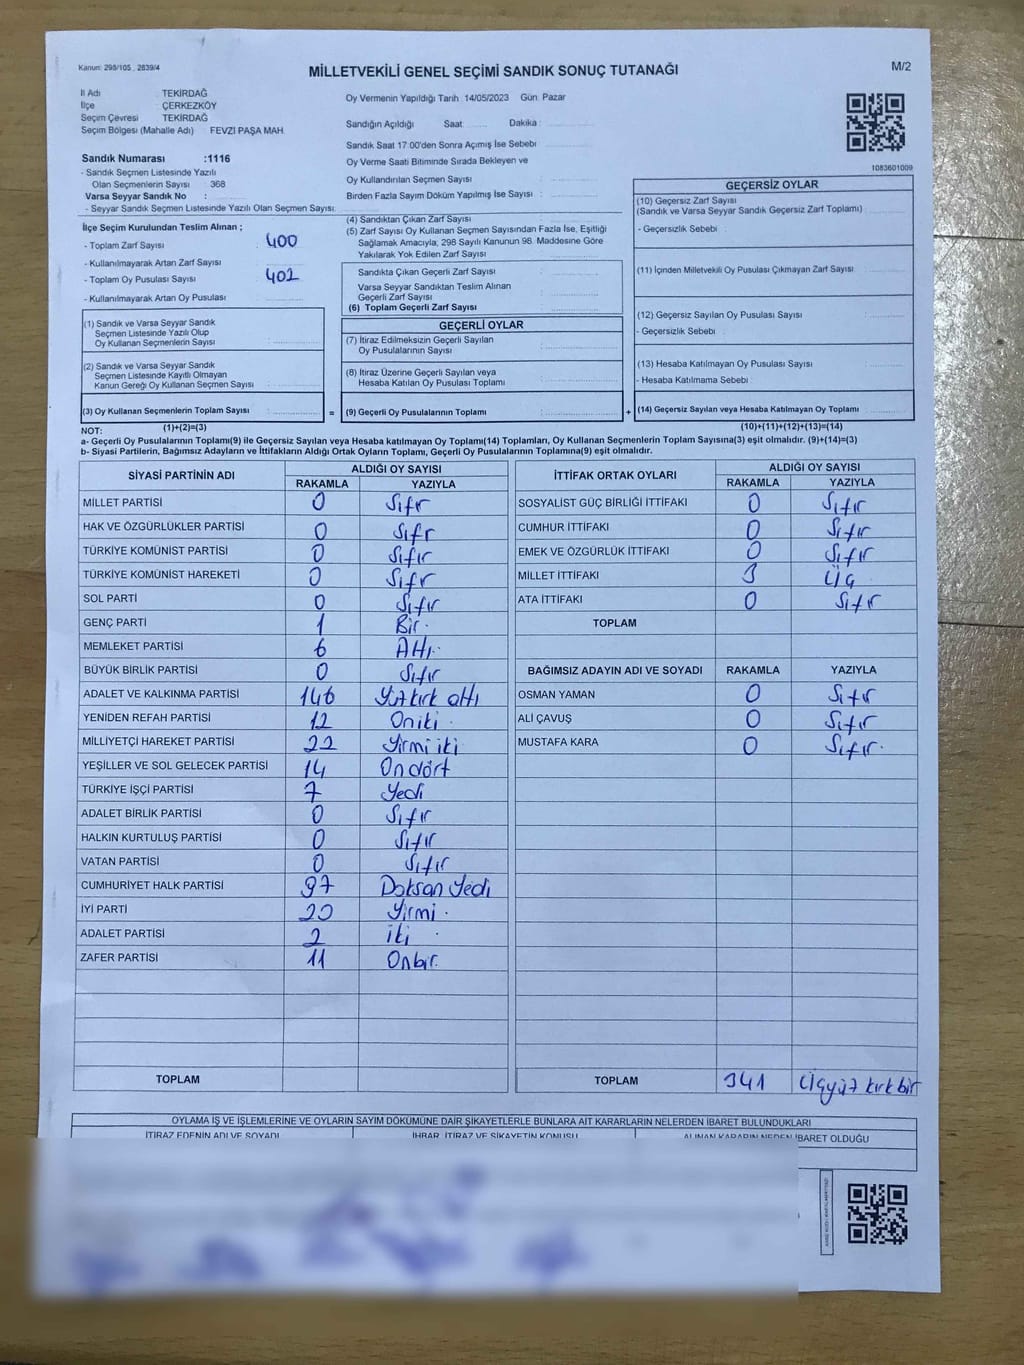 Kanun: 298/105 , 2839/4
MİLLETVEKİLİ GENEL SEÇİMİ SANDIK SONUÇ TUTANAĞI
M/2
İl Adı TEKİRDAĞ
İlçe ÇERKEZKÖY
Seçim Çevresi TEKİRDAĞ
Seçim Bölgesi (Mahalle Adı) FEVZİ PAŞA MAH.
Sandık Numarası :1116
- Sandık Seçmen Listesinde Yazılı
Olan Seçmenlerin Sayısı : 368
Varsa Seyyar Sandık No :
- Seyyar Sandık Seçmen Listesinde Yazılı Olan Seçmen Sayısı:
Oy Vermenin Yapıldığı Tarih : 14/05/2023 Gün: Pazar
Sandığın Açıldığı Saat: Dakika :
Sandık Saat 17:00'den Sonra Açımış İse Sebebi
Oy Verme Saati Bitiminde Sırada Bekleyen ve
Oy Kullandırılan Seçmen Sayısı :
Birden Fazla Sayım Döküm Yapılmış İse Sayısı :
1083601009
İlçe Seçim Kurulundan Teslim Alınan ;
- Toplam Zarf Sayısı : 400
- Kullanılmayarak Artan Zarf Sayısı :
- Toplam Oy Pusulası Sayısı : 402
- Kullanılmayarak Artan Oy Pusulası :
(4) Sandıktan Çıkan Zarf Sayısı :
(5) Zarf Sayısı Oy Kullanan Seçmen Sayısından Fazla İse, Eşitliği
Sağlamak Amacıyla, 298 Sayılı Kanunun 98. Maddesine Göre
Yakılarak Yok Edilen Zarf Sayısı :
Sandıkta Çıkan Geçerli Zarf Sayısı :
Varsa Seyyar Sandıktan Teslim Alınan
Geçerli Zarf Sayısı :
(6) Toplam Geçerli Zarf Sayısı :
GEÇERSİZ OYLAR
(10) Geçersiz Zarf Sayısı
(Sandık ve Varsa Seyyar Sandık Geçersiz Zarf Toplamı) :
- Geçersizlik Sebebi :
(11) İçinden Milletvekili Oy Pusulası Çıkmayan Zarf Sayısı :
(12) Geçersiz Sayılan Oy Pusulası Sayısı :
- Geçersizlik Sebebi :
(13) Hesaba Katılmayan Oy Pusulası Sayısı :
- Hesaba Katılmama Sebebi :
(14) Geçersiz Sayılan veya Hesaba Katılmayan Oy Toplamı :
(1) Sandık ve Varsa Seyyar Sandık
Seçmen Listesinde Yazılı Olup
Oy Kullanan Seçmenlerin Sayısı :
(2) Sandık ve Varsa Seyyar Sandık
Seçmen Listesinde Kayıtlı Olmayan
Kanun Gereği Oy Kullanan Seçmen Sayısı :
(3) Oy Kullanan Seçmenlerin Toplam Sayısı : =
GEÇERLİ OYLAR
(7) İtiraz Edilmeksizin Geçerli Sayılan
Oy Pusulalarının Sayısı :
(8) İtiraz Üzerine Geçerli Sayılan veya
Hesaba Katılan Oy Pusulası Toplamı :
(9) Geçerli Oy Pusulalarının Toplamı : +
NOT: (1)+(2)=(3) (10)+(11)+(12)+(13)=(14)
a- Geçerli Oy Pusulalarının Toplamı(9) ile Geçersiz Sayılan veya Hesaba katılmayan Oy Toplamı(14) Toplamları, Oy Kullanan Seçmenlerin Toplam Sayısına(3) eşit olmalıdır. (9)+(14)=(3)
b- Siyasi Partilerin, Bağımsız Adayların ve İttifakların Aldığı Ortak Oyların Toplamı, Geçerli Oy Pusulalarının Toplamına(9) eşit olmalıdır.
SİYASİ PARTİNİN ADI ALDIĞI OY SAYISI
RAKAMLA YAZIYLA
MİLLET PARTİSİ 0 Sıfr
HAK VE ÖZGÜRLÜKLER PARTİSİ 0 Sıfr
TÜRKİYE KOMÜNİST PARTİSİ 0 Sıfır
TÜRKİYE KOMÜNİST HAREKETİ 0 Sıfr
SOL PARTİ 0 Sıfır
GENÇ PARTİ 1 Bir.
MEMLEKET PARTİSİ 6 Altı.
BÜYÜK BİRLİK PARTİSİ 0 Sıfır
ADALET VE KALKINMA PARTİSİ 146 Yüzkırk altı
YENİDEN REFAH PARTİSİ 12 Oniki .
MİLLİYETÇİ HAREKET PARTİSİ 22 Yirmi iki
YEŞİLLER VE SOL GELECEK PARTİSİ 14 Ondört
TÜRKİYE İŞÇİ PARTİSİ 7 Yedi
ADALET BİRLİK PARTİSİ 0 Sıfır
HALKIN KURTULUŞ PARTİSİ 0 Sıfır
VATAN PARTİSİ 0 Sıfır
CUMHURİYET HALK PARTİSİ 97 Doksan Yedi
İYİ PARTİ 20 Yirmi .
ADALET PARTİSİ 2 iki .
ZAFER PARTİSİ 11 Onbir.
TOPLAM
İTTİFAK ORTAK OYLARI ALDIĞI OY SAYISI
RAKAMLA YAZIYLA
SOSYALİST GÜÇ BİRLİĞİ İTTİFAKI 0 Sıfır
CUMHUR İTTİFAKI 0 Sıfır
EMEK VE ÖZGÜRLÜK İTTİFAKI 0 Sıfır
MİLLET İTTİFAKI 3 Üç
ATA İTTİFAKI 0 Sıfır
TOPLAM
BAĞIMSIZ ADAYIN ADI VE SOYADI RAKAMLA YAZIYLA
OSMAN YAMAN 0 Sıfır
ALİ ÇAVUŞ 0 Sıfır
MUSTAFA KARA 0 Sıfır.
TOPLAM 341 Üçyüz kırk bir
OYLAMA İŞ VE İŞLEMLERİNE VE OYLARIN SAYIM DÖKÜMÜNE DAİR ŞİKAYETLERLE BUNLARA AİT KARARLARIN NELERDEN İBARET BULUNDUKLARI
İTİRAZ EDENİN ADI VE SOYADI İHBAR, İTİRAZ VE ŞİKAYETİN KONUSU ALINAN KARARIN NEDEN İBARET OLDUĞU